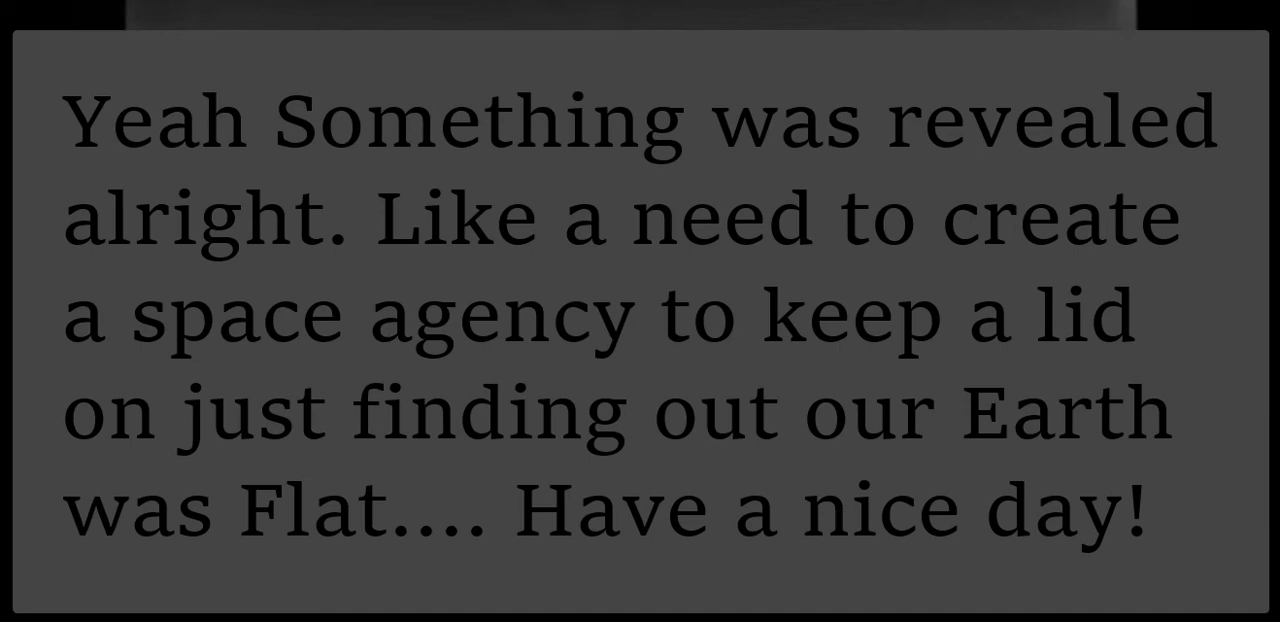 Yeah Something was revealed
alright. Like a need to create
a space agency to keep a lid
on just finding out our Earth
was Flat.... Have a nice day!